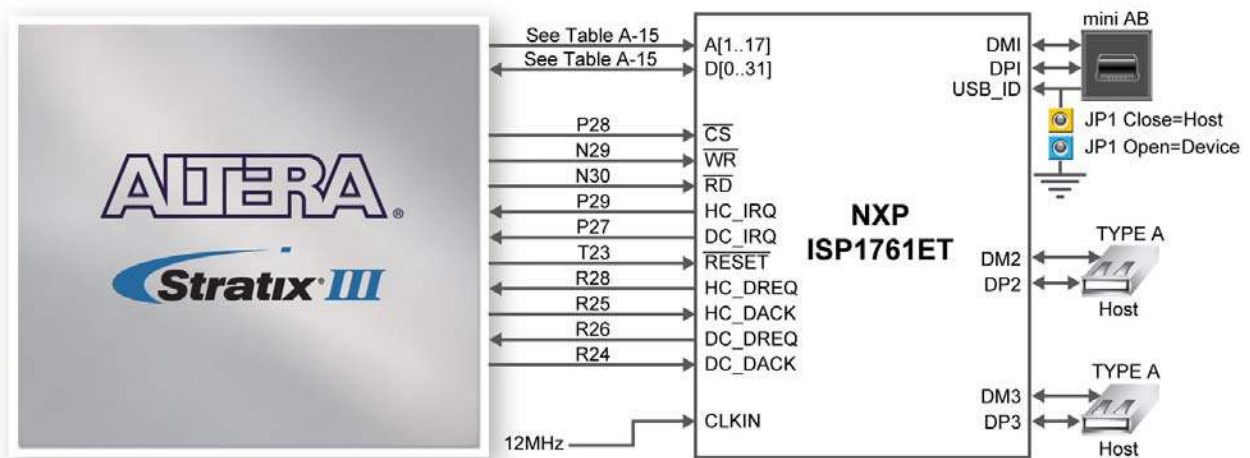 ALTERA®
Stratix® III
See Table A-15
See Table A-15
P28
N29
N30
P29
P27
T23
R28
R25
R26
R24
12MHz
A[1..17]
D[0..31]
CS
WR
RD
HC_IRQ
DC_IRQ
RESET
HC_DREQ
HC_DACK
DC_DREQ
DC_DACK
CLKIN
NXP
ISP1761ET
DMI
DPI
USB_ID
DM2
DP2
DM3
DP3
mini AB
JP1 Close=Host
JP1 Open=Device
TYPE A
Host
TYPE A
Host